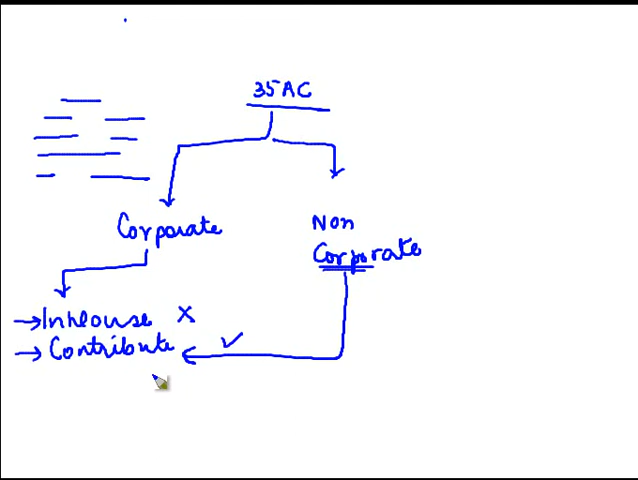 35AC
Corporate
Non
Corporate
→Inhouse X
→Contribute ✓